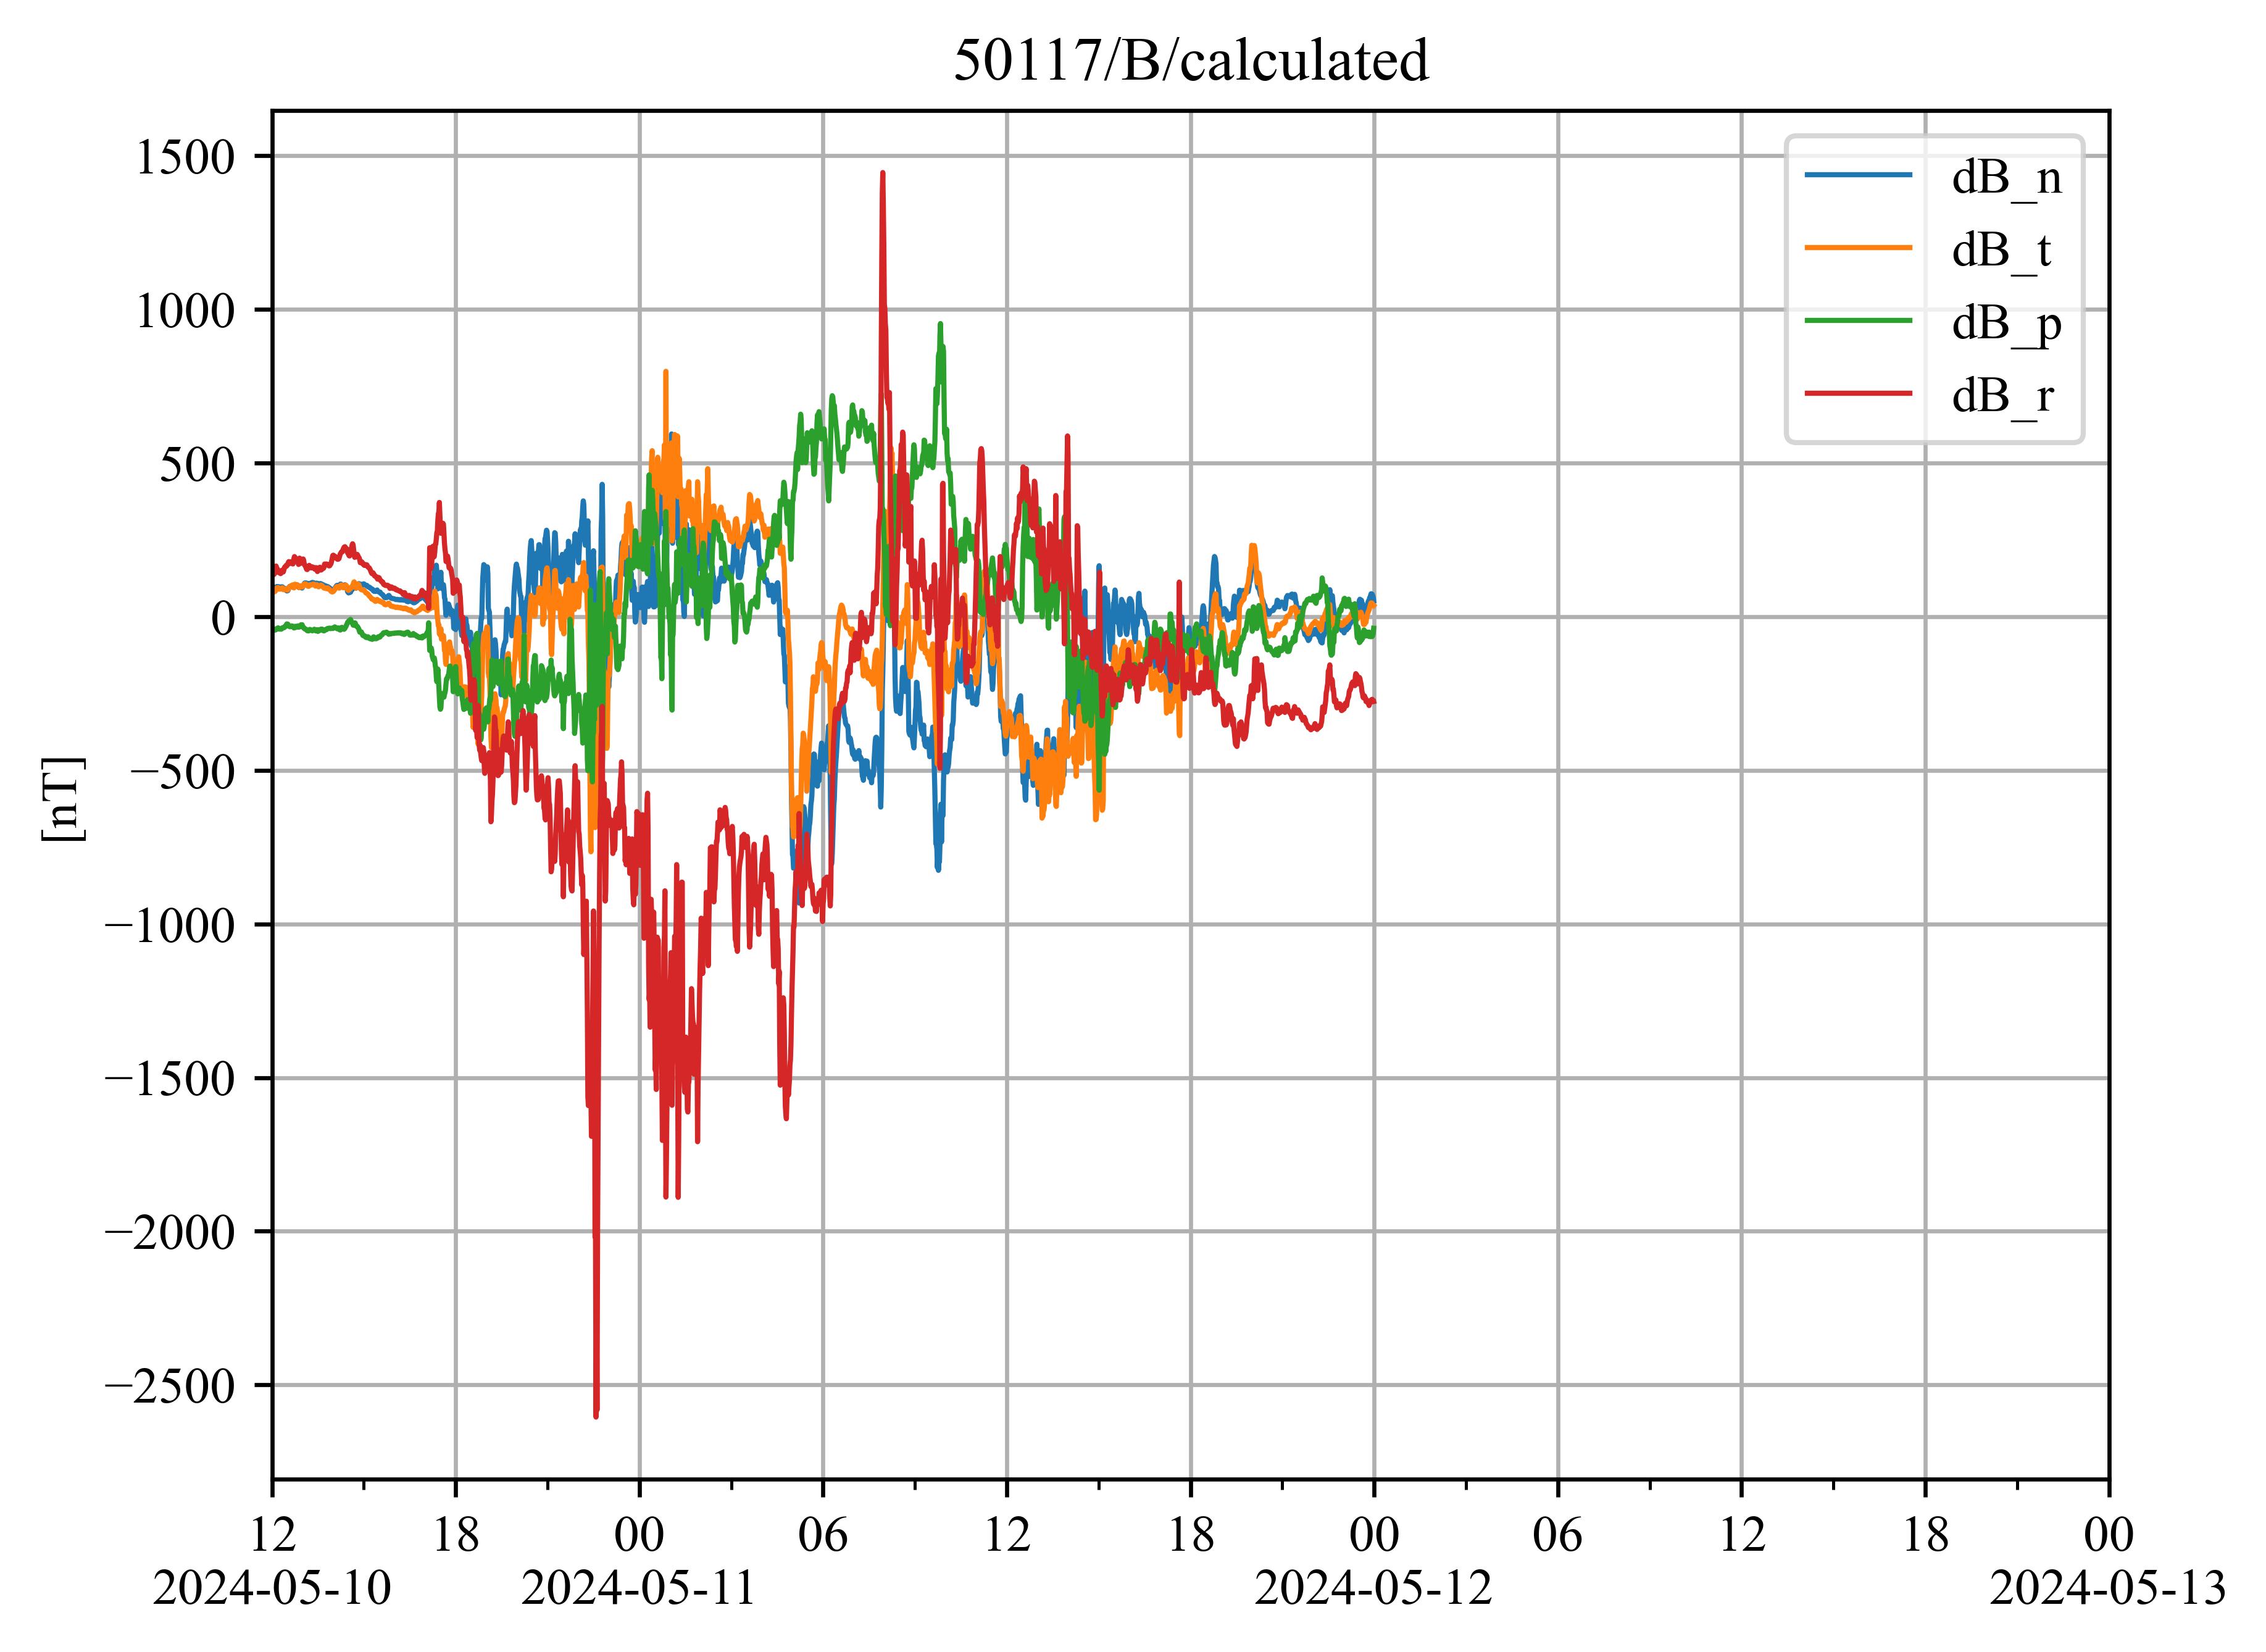 50117/B/calculated
1500
1000
500
0
−500
−1000
−1500
−2000
−2500
[nT]
dB_n
dB_t
dB_p
dB_r
12 18 00 06 12 18 00 06 12 18 00
2024-05-10 2024-05-11 2024-05-12 2024-05-13